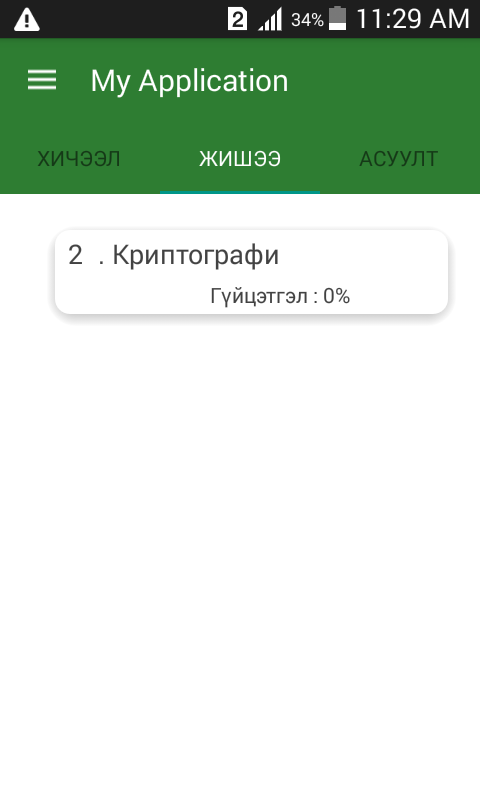 2 34% 11:29 AM
My Application
ХИЧЭЭЛ ЖИШЭЭ АСУУЛТ
2 . Криптографи
Гүйцэтгэл : 0%